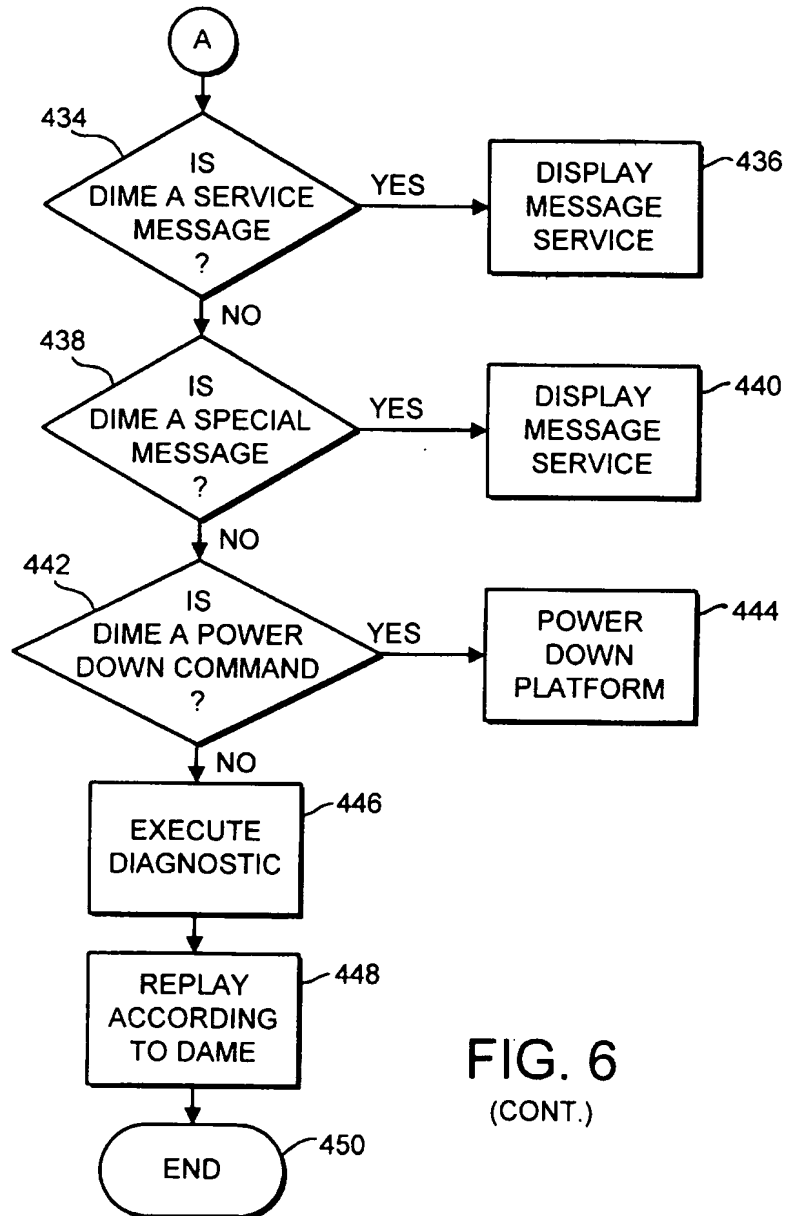 A
434
IS
DIME A SERVICE
MESSAGE
?
YES
DISPLAY
MESSAGE
SERVICE
436
NO
438
IS
DIME A SPECIAL
MESSAGE
?
YES
DISPLAY
MESSAGE
SERVICE
440
NO
442
IS
DIME A POWER
DOWN COMMAND
?
YES
POWER
DOWN
PLATFORM
444
NO
EXECUTE
DIAGNOSTIC
446
REPLAY
ACCORDING
TO DAME
448
END
450
FIG. 6
(CONT.)